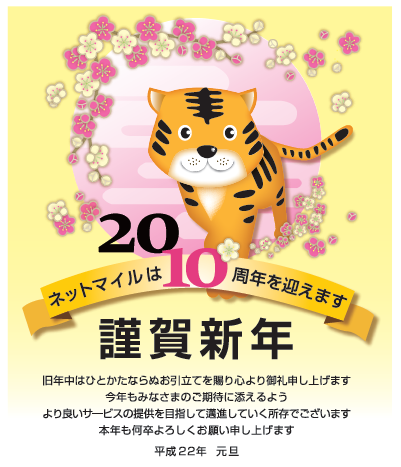 2010
ネットマイルは10周年を迎えます
謹賀新年
旧年中はひとかたならぬお引立てを賜り心より御礼申し上げます
今年もみなさまのご期待に添えるよう
より良いサービスの提供を目指して邁進していく所存でございます
本年も何卒よろしくお願い申し上げます
平成22年 元旦